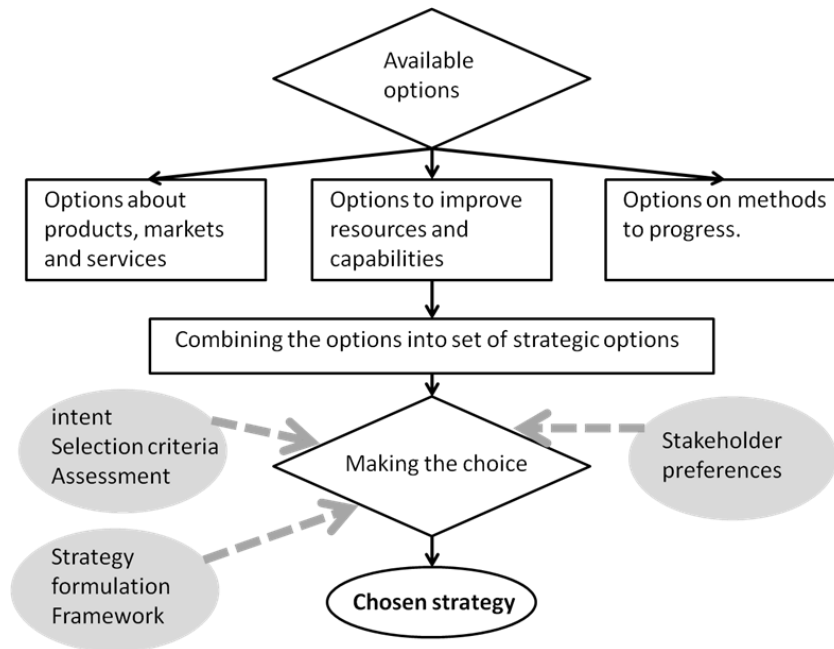 Available
options
Options about
products, markets
and services
Options to improve
resources and
capabilities
Options on methods
to progress.
Combining the options into set of strategic options
intent
Selection criteria
Assessment
Making the choice
Stakeholder
preferences
Strategy
formulation
Framework
Chosen strategy